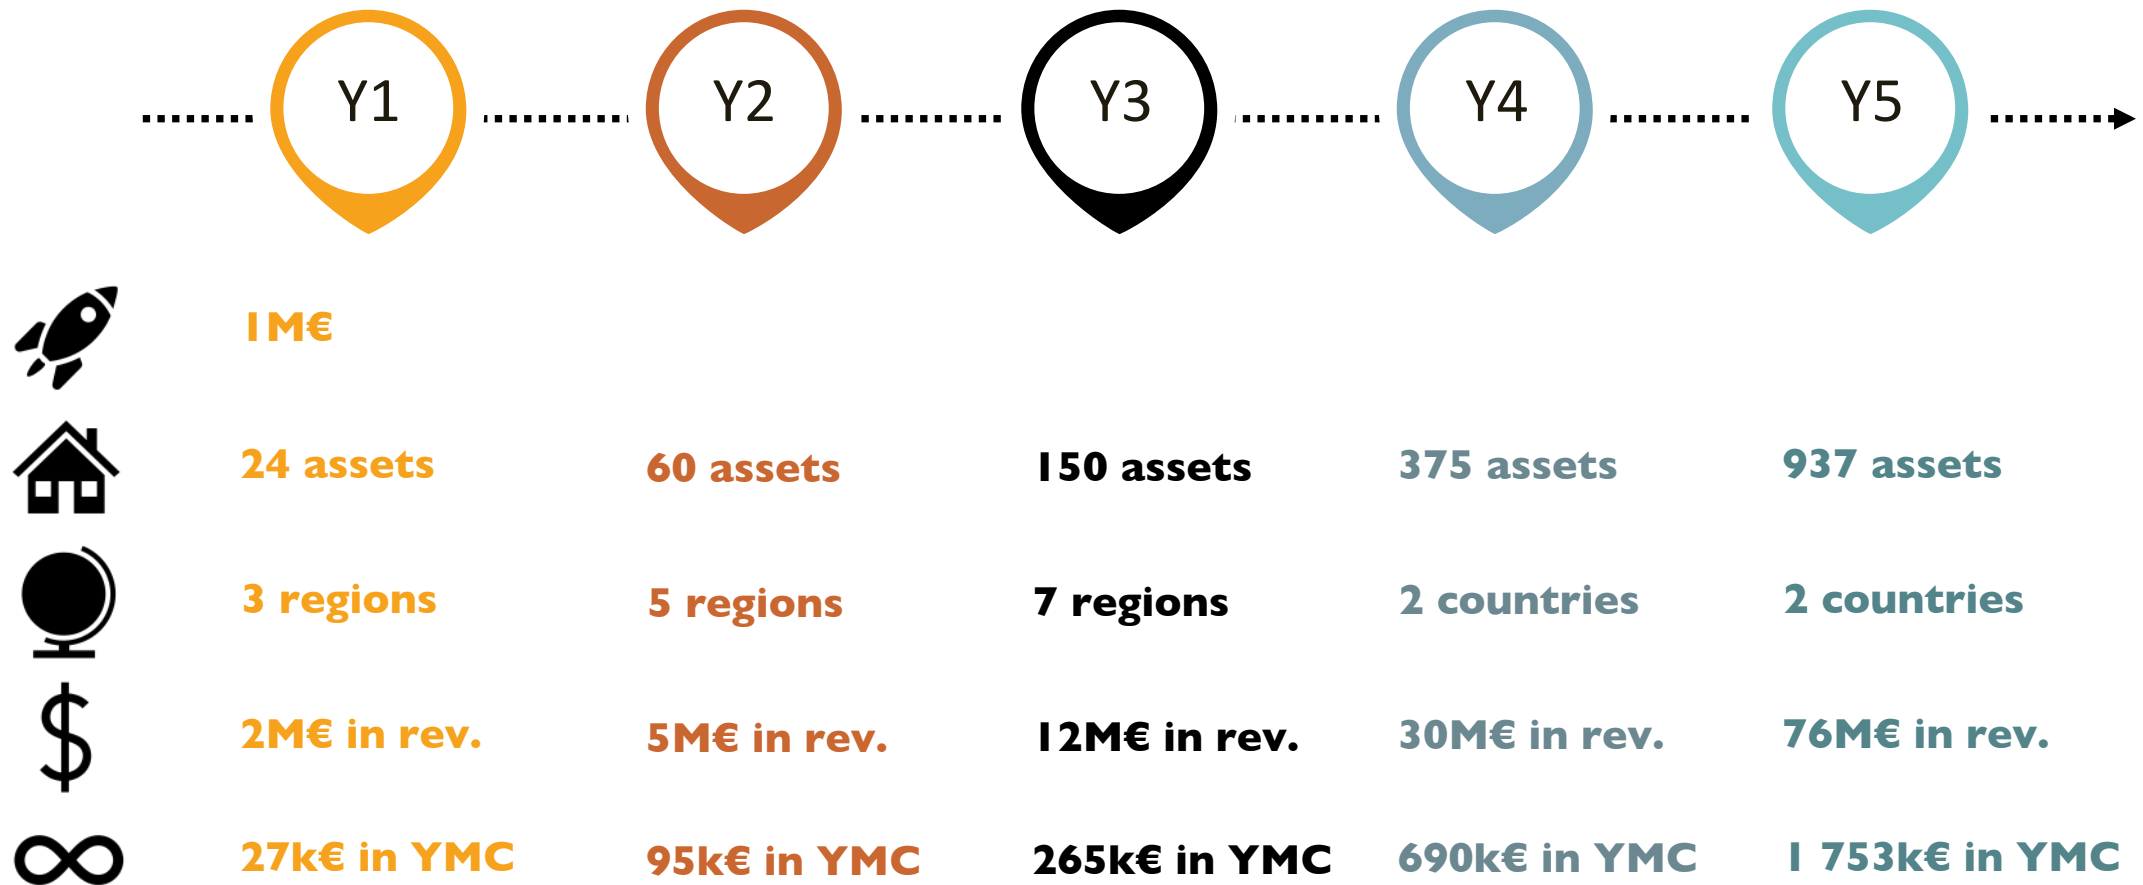 Y1 Y2 Y3 Y4 Y5
1M€
24 assets 60 assets 150 assets 375 assets 937 assets
3 regions 5 regions 7 regions 2 countries 2 countries
2M€ in rev. 5M€ in rev. 12M€ in rev. 30M€ in rev. 76M€ in rev.
27k€ in YMC 95k€ in YMC 265k€ in YMC 690k€ in YMC 1 753k€ in YMC